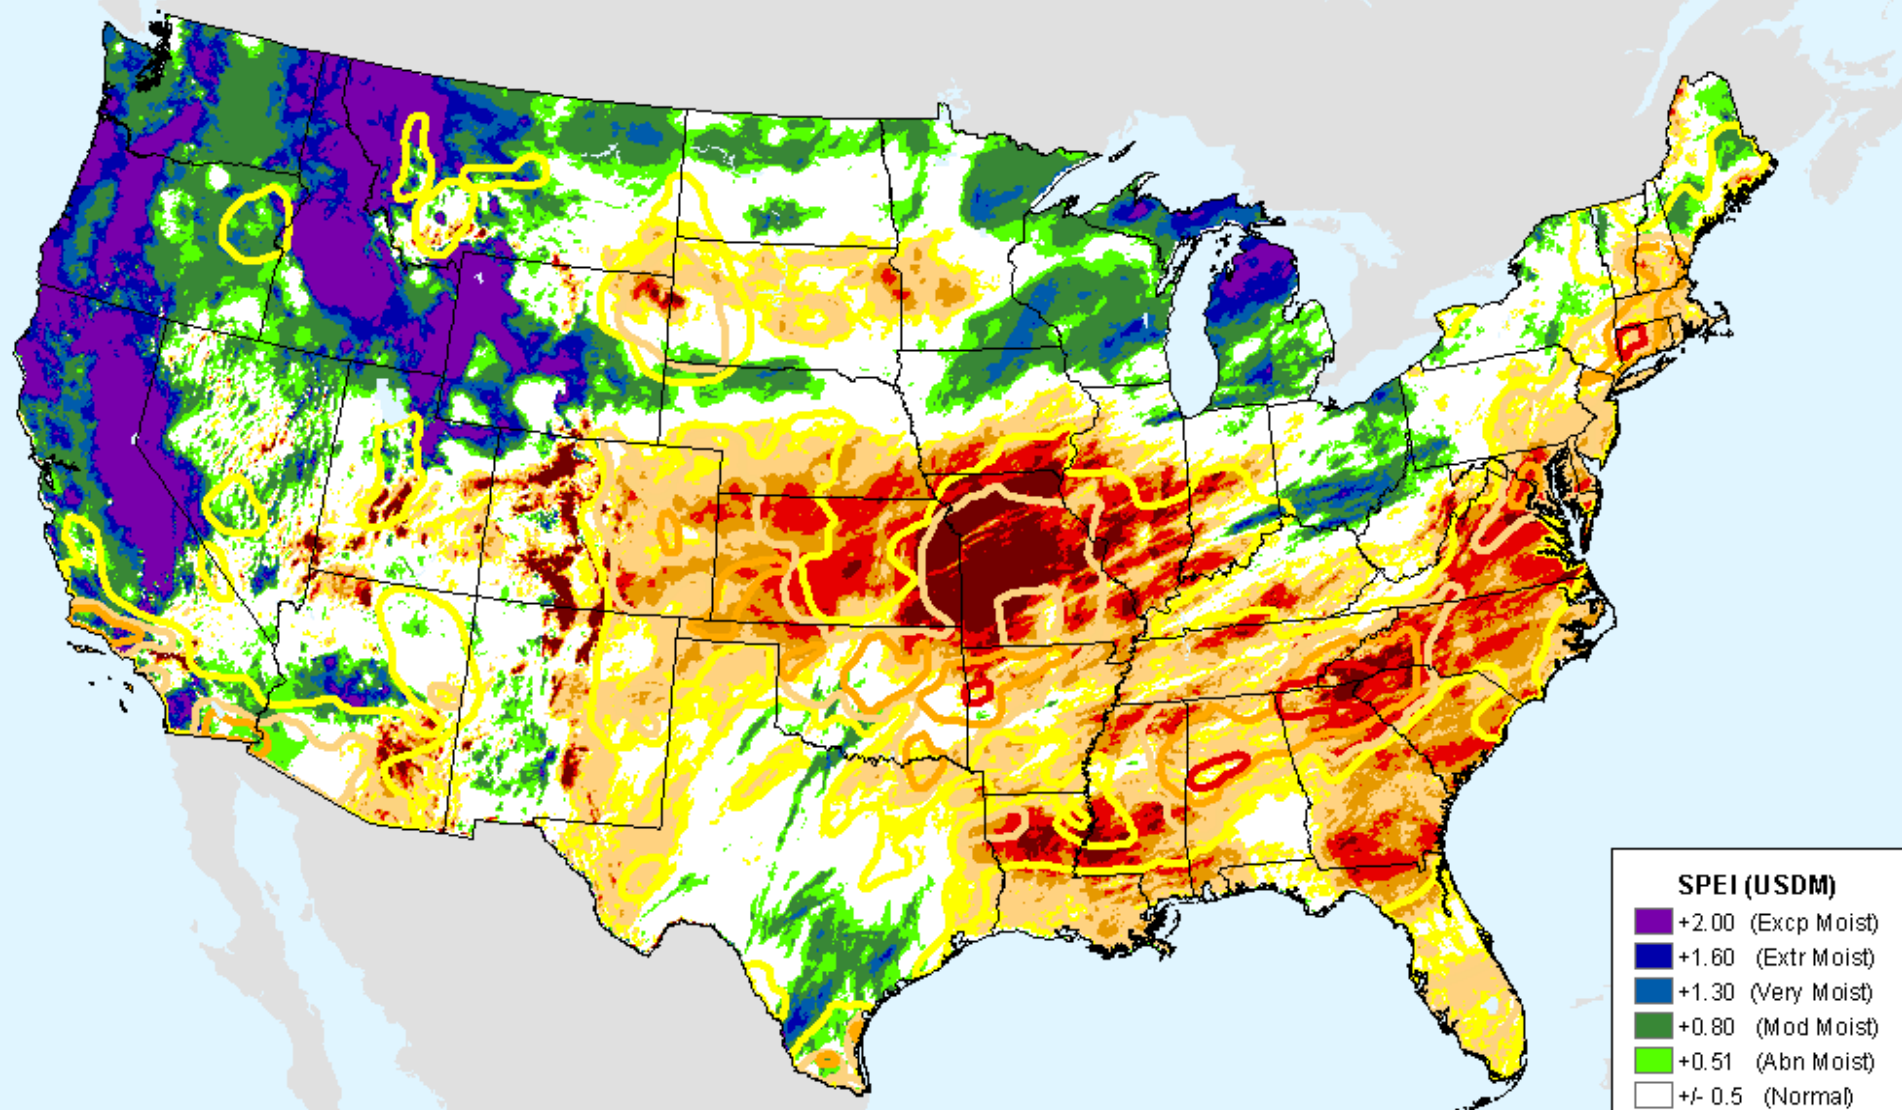 SPEI (USDM)
+2.00 (Excp Moist)
+1.60 (Extr Moist)
+1.30 (Very Moist)
+0.80 (Mod Moist)
+0.51 (Abn Moist)
+/- 0.5 (Normal)